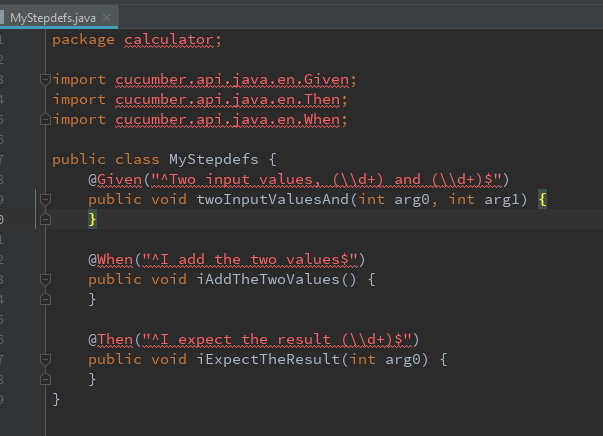 MyStepdefs.java
package calculator;
import cucumber.api.java.en.Given;
import cucumber.api.java.en.Then;
import cucumber.api.java.en.When;
public class MyStepdefs {
@Given("^Two input values, (\\d+) and (\\d+)$")
public void twoInputValuesAnd(int arg0, int arg1) {
}
@When("^I add the two values$")
public void iAddTheTwoValues() {
}
@Then("^I expect the result (\\d+)$")
public void iExpectTheResult(int arg0) {
}
}